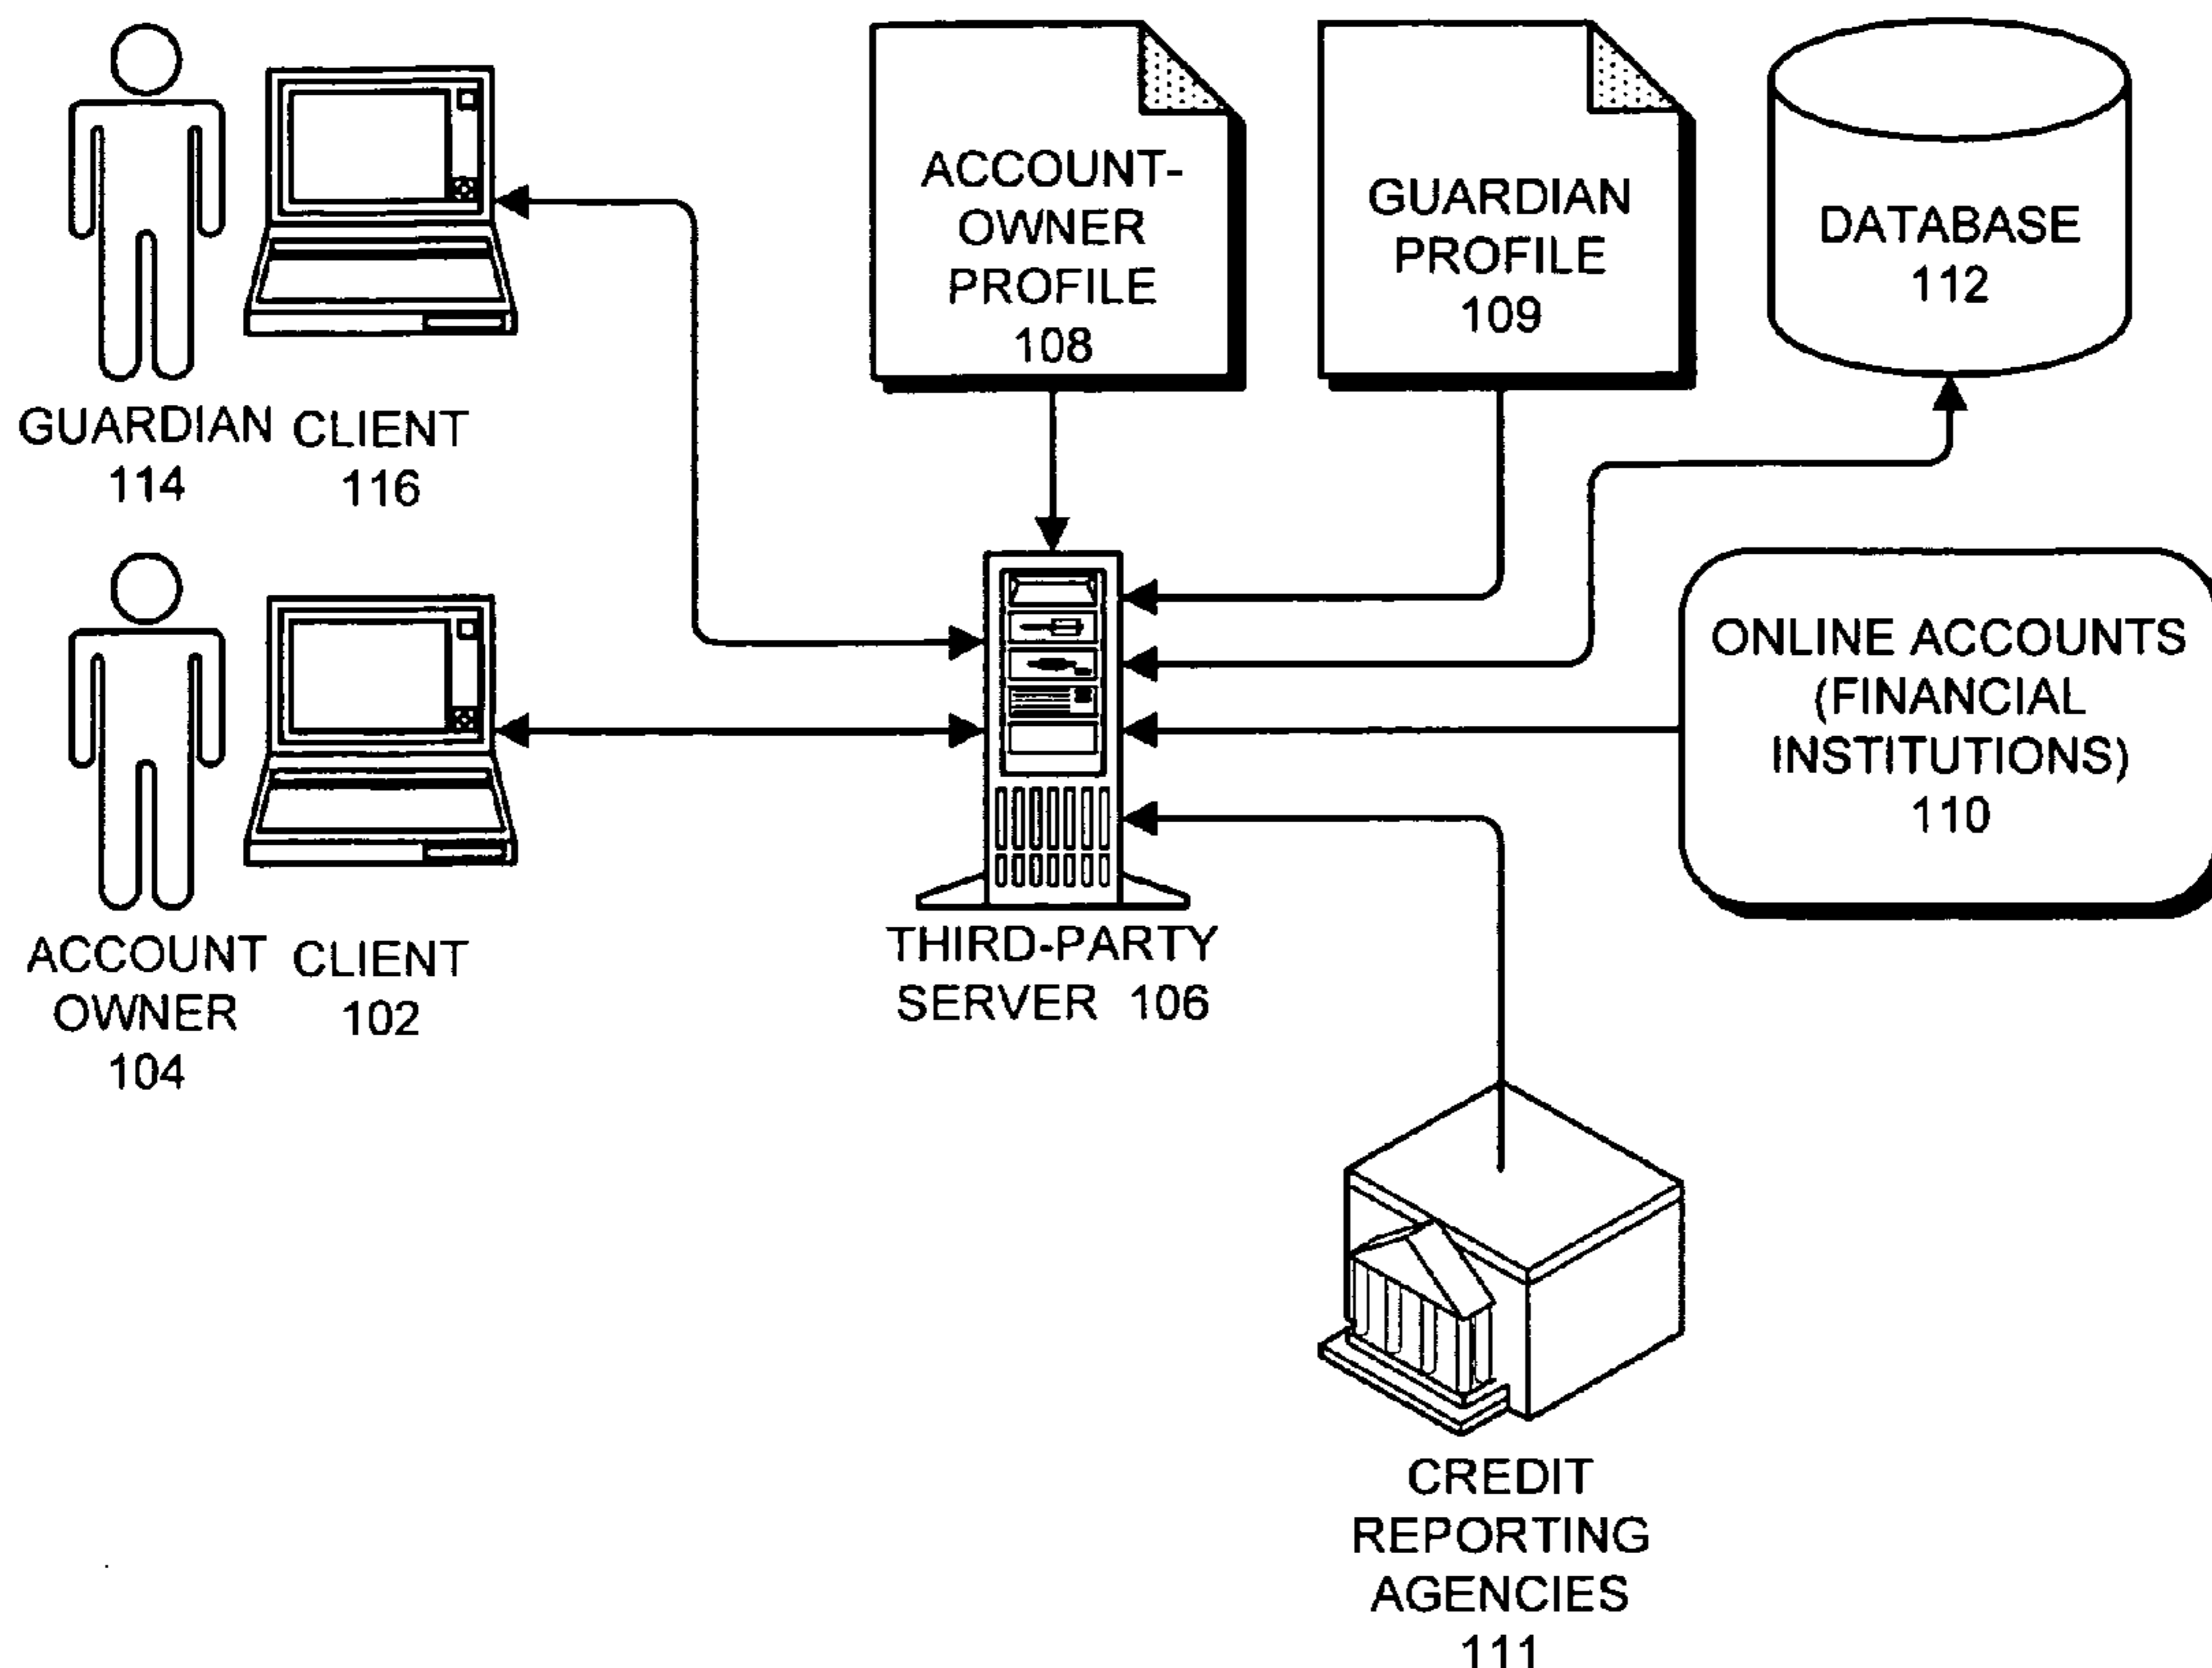 ACCOUNT-
OWNER
PROFILE
108
GUARDIAN
PROFILE
109
DATABASE
112
GUARDIAN
114
CLIENT
116
ONLINE ACCOUNTS
(FINANCIAL
INSTITUTIONS)
110
ACCOUNT
OWNER
104
CLIENT
102
THIRD-PARTY
SERVER 106
CREDIT
REPORTING
AGENCIES
111